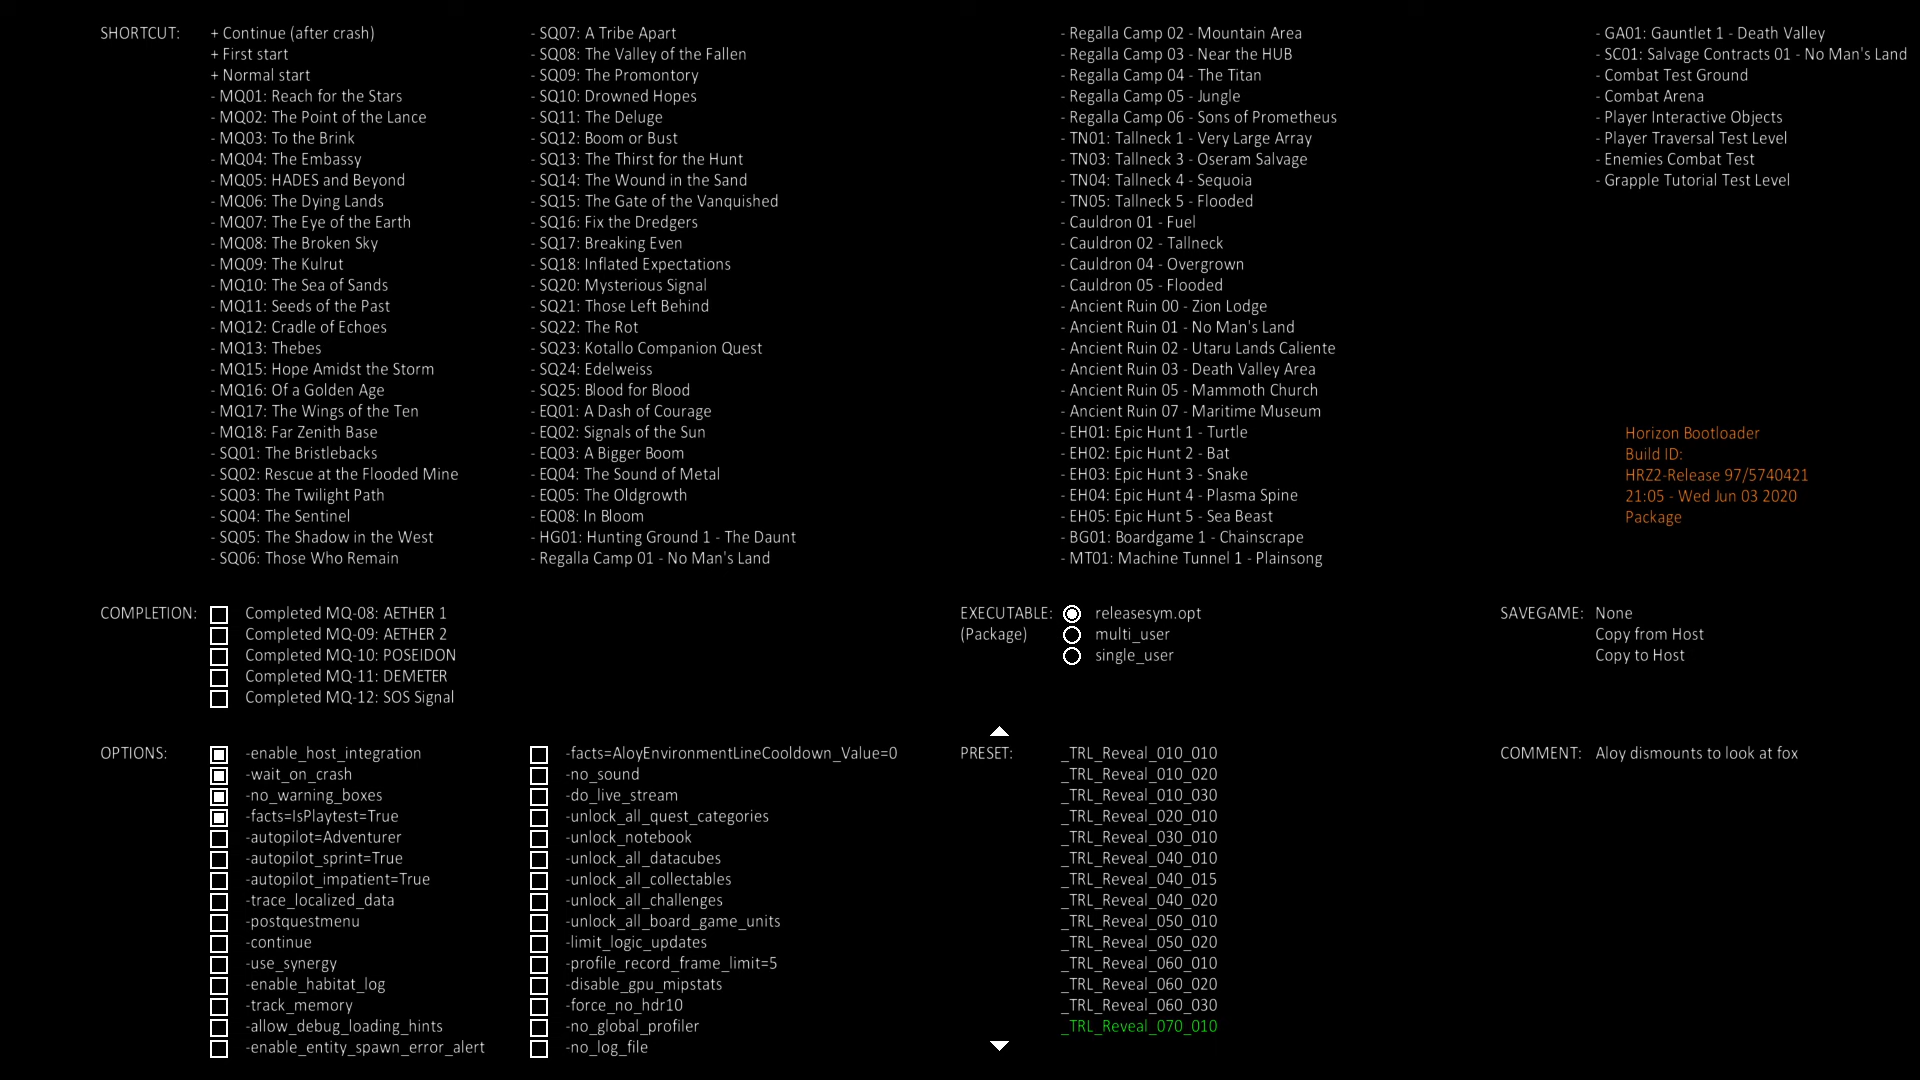 SHORTCUT:
+ Continue (after crash)
+ First start
+ Normal start
- MQ01: Reach for the Stars
- MQ02: The Point of the Lance
- MQ03: To the Brink
- MQ04: The Embassy
- MQ05: HADES and Beyond
- MQ06: The Dying Lands
- MQ07: The Eye of the Earth
- MQ08: The Broken Sky
- MQ09: The Kulrut
- MQ10: The Sea of Sands
- MQ11: Seeds of the Past
- MQ12: Cradle of Echoes
- MQ13: Thebes
- MQ15: Hope Amidst the Storm
- MQ16: Of a Golden Age
- MQ17: The Wings of the Ten
- MQ18: Far Zenith Base
- SQ01: The Bristlebacks
- SQ02: Rescue at the Flooded Mine
- SQ03: The Twilight Path
- SQ04: The Sentinel
- SQ05: The Shadow in the West
- SQ06: Those Who Remain
- SQ07: A Tribe Apart
- SQ08: The Valley of the Fallen
- SQ09: The Promontory
- SQ10: Drowned Hopes
- SQ11: The Deluge
- SQ12: Boom or Bust
- SQ13: The Thirst for the Hunt
- SQ14: The Wound in the Sand
- SQ15: The Gate of the Vanquished
- SQ16: Fix the Dredgers
- SQ17: Breaking Even
- SQ18: Inflated Expectations
- SQ20: Mysterious Signal
- SQ21: Those Left Behind
- SQ22: The Rot
- SQ23: Kotallo Companion Quest
- SQ24: Edelweiss
- SQ25: Blood for Blood
- EQ01: A Dash of Courage
- EQ02: Signals of the Sun
- EQ03: A Bigger Boom
- EQ04: The Sound of Metal
- EQ05: The Oldgrowth
- EQ08: In Bloom
- HG01: Hunting Ground 1 - The Daunt
- Regalla Camp 01 - No Man's Land
- Regalla Camp 02 - Mountain Area
- Regalla Camp 03 - Near the HUB
- Regalla Camp 04 - The Titan
- Regalla Camp 05 - Jungle
- Regalla Camp 06 - Sons of Prometheus
- TN01: Tallneck 1 - Very Large Array
- TN03: Tallneck 3 - Oseram Salvage
- TN04: Tallneck 4 - Sequoia
- TN05: Tallneck 5 - Flooded
- Cauldron 01 - Fuel
- Cauldron 02 - Tallneck
- Cauldron 04 - Overgrown
- Cauldron 05 - Flooded
- Ancient Ruin 00 - Zion Lodge
- Ancient Ruin 01 - No Man's Land
- Ancient Ruin 02 - Utaru Lands Caliente
- Ancient Ruin 03 - Death Valley Area
- Ancient Ruin 05 - Mammoth Church
- Ancient Ruin 07 - Maritime Museum
- EH01: Epic Hunt 1 - Turtle
- EH02: Epic Hunt 2 - Bat
- EH03: Epic Hunt 3 - Snake
- EH04: Epic Hunt 4 - Plasma Spine
- EH05: Epic Hunt 5 - Sea Beast
- BG01: Boardgame 1 - Chainscrape
- MT01: Machine Tunnel 1 - Plainsong
- GA01: Gauntlet 1 - Death Valley
- SC01: Salvage Contracts 01 - No Man's Land
- Combat Test Ground
- Combat Arena
- Player Interactive Objects
- Player Traversal Test Level
- Enemies Combat Test
- Grapple Tutorial Test Level
Horizon Bootloader
Build ID:
HRZ2-Release 97/5740421
21:05 - Wed Jun 03 2020
Package
COMPLETION:
Completed MQ-08: AETHER 1
Completed MQ-09: AETHER 2
Completed MQ-10: POSEIDON
Completed MQ-11: DEMETER
Completed MQ-12: SOS Signal
EXECUTABLE:
(Package)
releasesym.opt
multi_user
single_user
SAVEGAME:
None
Copy from Host
Copy to Host
OPTIONS:
-enable_host_integration
-wait_on_crash
-no_warning_boxes
-facts=IsPlaytest=True
-autopilot=Adventurer
-autopilot_sprint=True
-autopilot_impatient=True
-trace_localized_data
-postquestmenu
-continue
-use_synergy
-enable_habitat_log
-track_memory
-allow_debug_loading_hints
-enable_entity_spawn_error_alert
-facts=AloyEnvironmentLineCooldown_Value=0
-no_sound
-do_live_stream
-unlock_all_quest_categories
-unlock_notebook
-unlock_all_datacubes
-unlock_all_collectables
-unlock_all_challenges
-unlock_all_board_game_units
-limit_logic_updates
-profile_record_frame_limit=5
-disable_gpu_mipstats
-force_no_hdr10
-no_global_profiler
-no_log_file
PRESET:
_TRL_Reveal_010_010
_TRL_Reveal_010_020
_TRL_Reveal_010_030
_TRL_Reveal_020_010
_TRL_Reveal_030_010
_TRL_Reveal_040_010
_TRL_Reveal_040_015
_TRL_Reveal_040_020
_TRL_Reveal_050_010
_TRL_Reveal_050_020
_TRL_Reveal_060_010
_TRL_Reveal_060_020
_TRL_Reveal_060_030
_TRL_Reveal_070_010
COMMENT:
Aloy dismounts to look at fox